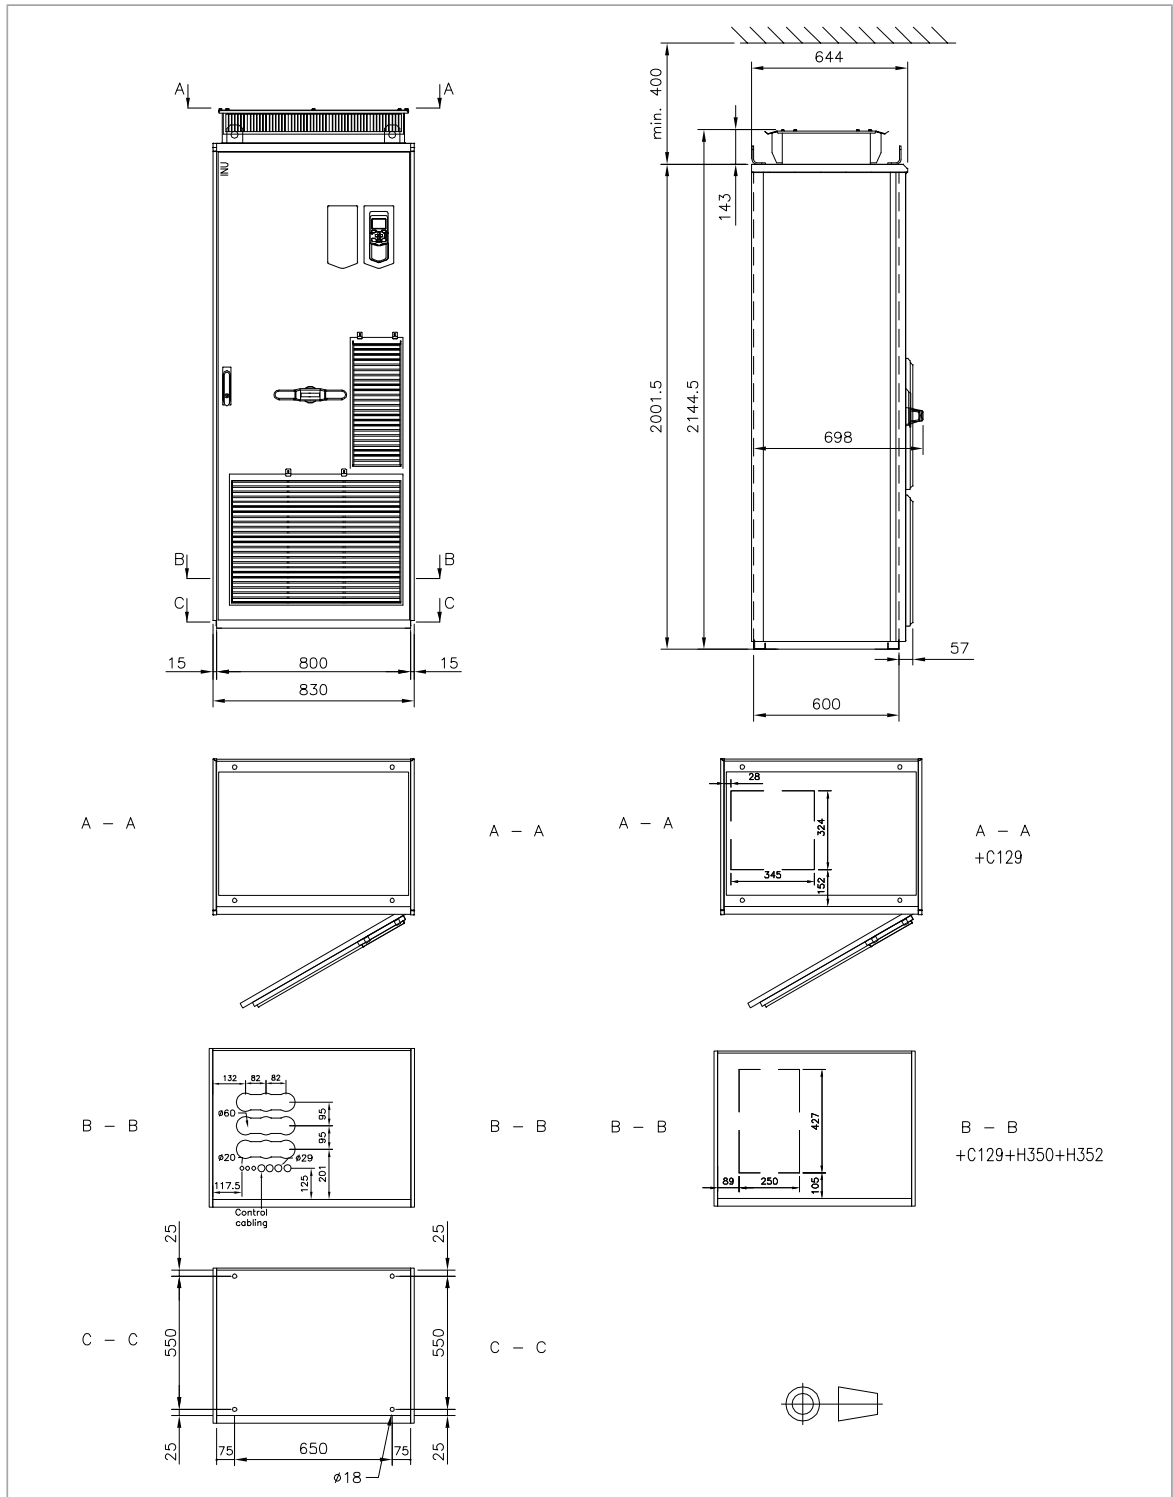 A
A
INU
B
B
C
C
15
800
15
830
644
min. 400
143
2001.5
2144.5
698
57
600
A – A
A – A
A – A
28
324
345
152
A – A
+C129
B – B
132
82
82
ø60
95
95
ø20
ø29
117.5
125
201
Control
cabling
B – B
B – B
427
89
250
105
B – B
+C129+H350+H352
C – C
25
25
550
550
25
25
75
650
75
ø18
C – C